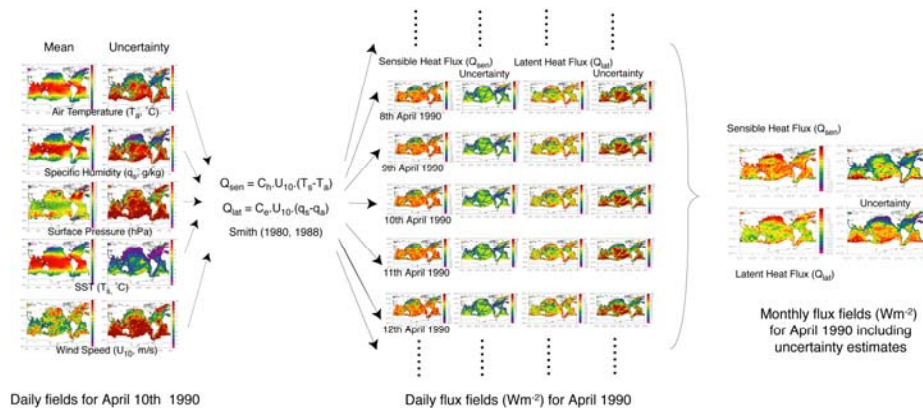 Mean Uncertainty
Air Temperature (Ta, °C)
Specific Humidity (qa, g/kg)
Surface Pressure (hPa)
SST (Ts, °C)
Wind Speed (U10, m/s)
Daily fields for April 10th 1990
Qsen = Ch.U10.(Ts-Ta)
Qlat = Ce.U10.(qs-qa)
Smith (1980, 1988)
Sensible Heat Flux (Qsen) Latent Heat Flux (Qlat)
Uncertainty Uncertainty
8th April 1990
9th April 1990
10th April 1990
11th April 1990
12th April 1990
Daily flux fields (Wm-2) for April 1990
Sensible Heat Flux (Qsen)
Uncertainty
Latent Heat Flux (Qlat)
Monthly flux fields (Wm-2)
for April 1990 including
uncertainty estimates